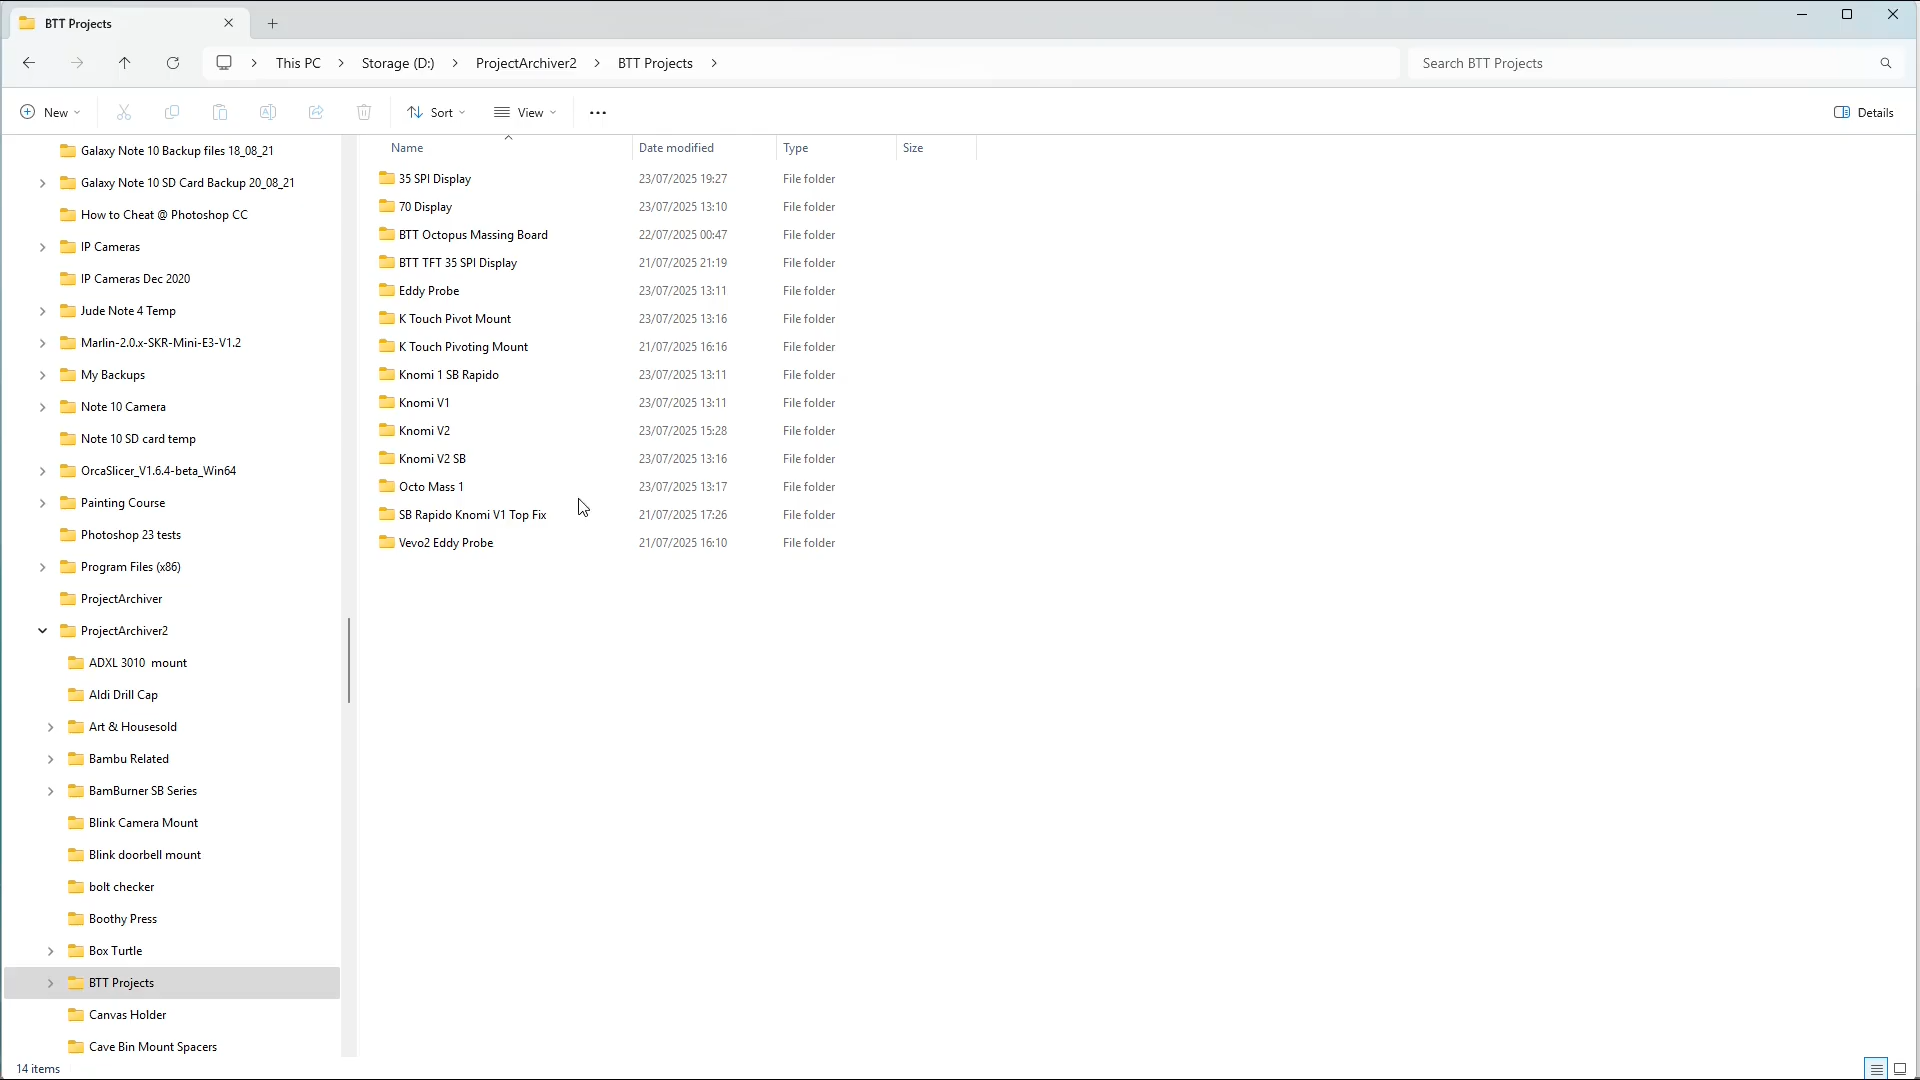 BTT Projects
This PC > Storage (D:) > ProjectArchiver2 > BTT Projects >
Search BTT Projects
New
Sort
View
Details
Galaxy Note 10 Backup files 18_08_21
Galaxy Note 10 SD Card Backup 20_08_21
How to Cheat @ Photoshop CC
IP Cameras
IP Cameras Dec 2020
Jude Note 4 Temp
Marlin-2.0.x-SKR-Mini-E3-V1.2
My Backups
Note 10 Camera
Note 10 SD card temp
OrcaSlicer_V1.6.4-beta_Win64
Painting Course
Photoshop 23 tests
Program Files (x86)
ProjectArchiver
ProjectArchiver2
ADXL 3010  mount
Aldi Drill Cap
Art & Housesold
Bambu Related
BamBurner SB Series
Blink Camera Mount
Blink doorbell mount
bolt checker
Boothy Press
Box Turtle
BTT Projects
Canvas Holder
Cave Bin Mount Spacers
Name Date modified Type Size
35 SPI Display 23/07/2025 19:27 File folder
70 Display 23/07/2025 13:10 File folder
BTT Octopus Massing Board 22/07/2025 00:47 File folder
BTT TFT 35 SPI Display 21/07/2025 21:19 File folder
Eddy Probe 23/07/2025 13:11 File folder
K Touch Pivot Mount 23/07/2025 13:16 File folder
K Touch Pivoting Mount 21/07/2025 16:16 File folder
Knomi 1 SB Rapido 23/07/2025 13:11 File folder
Knomi V1 23/07/2025 13:11 File folder
Knomi V2 23/07/2025 15:28 File folder
Knomi V2 SB 23/07/2025 13:16 File folder
Octo Mass 1 23/07/2025 13:17 File folder
SB Rapido Knomi V1 Top Fix 21/07/2025 17:26 File folder
Vevo2 Eddy Probe 21/07/2025 16:10 File folder
14 items